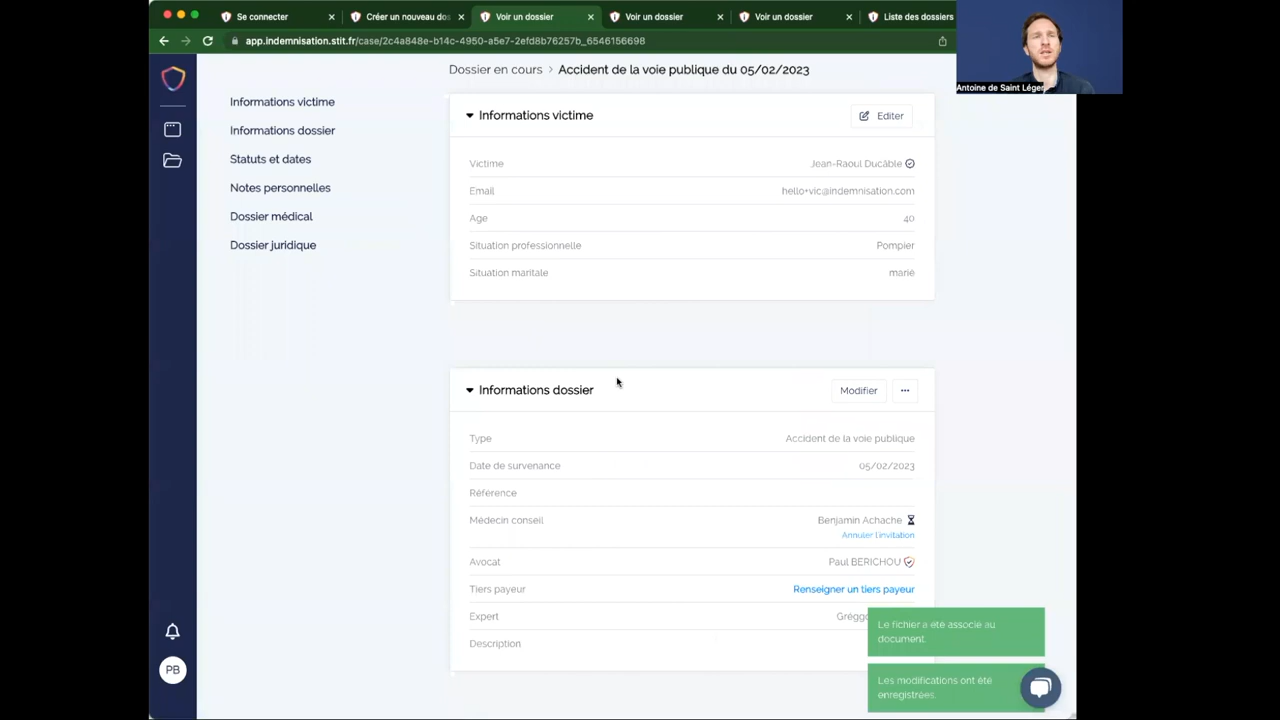 Se connecter
Créer un nouveau dos
Voir un dossier
Voir un dossier
Voir un dossier
Liste des dossiers
app.indemnisation.stit.fr/case/2c4a848e-b14c-4950-a5e7-2efd8b76257b_6546156698
Antoine de Saint Léger
Dossier en cours > Accident de la voie publique du 05/02/2023
Informations victime
Informations dossier
Statuts et dates
Notes personnelles
Dossier médical
Dossier juridique
Informations victime
Editer
Victime Jean-Raoul Ducâble
Email hello+vic@indemnisation.com
Age 40
Situation professionnelle Pompier
Situation maritale marié
Informations dossier
Modifier ...
Type Accident de la voie publique
Date de survenance 05/02/2023
Référence
Médecin conseil Benjamin Achache
Annuler l'invitation
Avocat Paul BERICHOU
Tiers payeur Renseigner un tiers payeur
Expert Gréggo
Description
Le fichier a été associé au
document.
Les modifications ont été
enregistrées.
PB